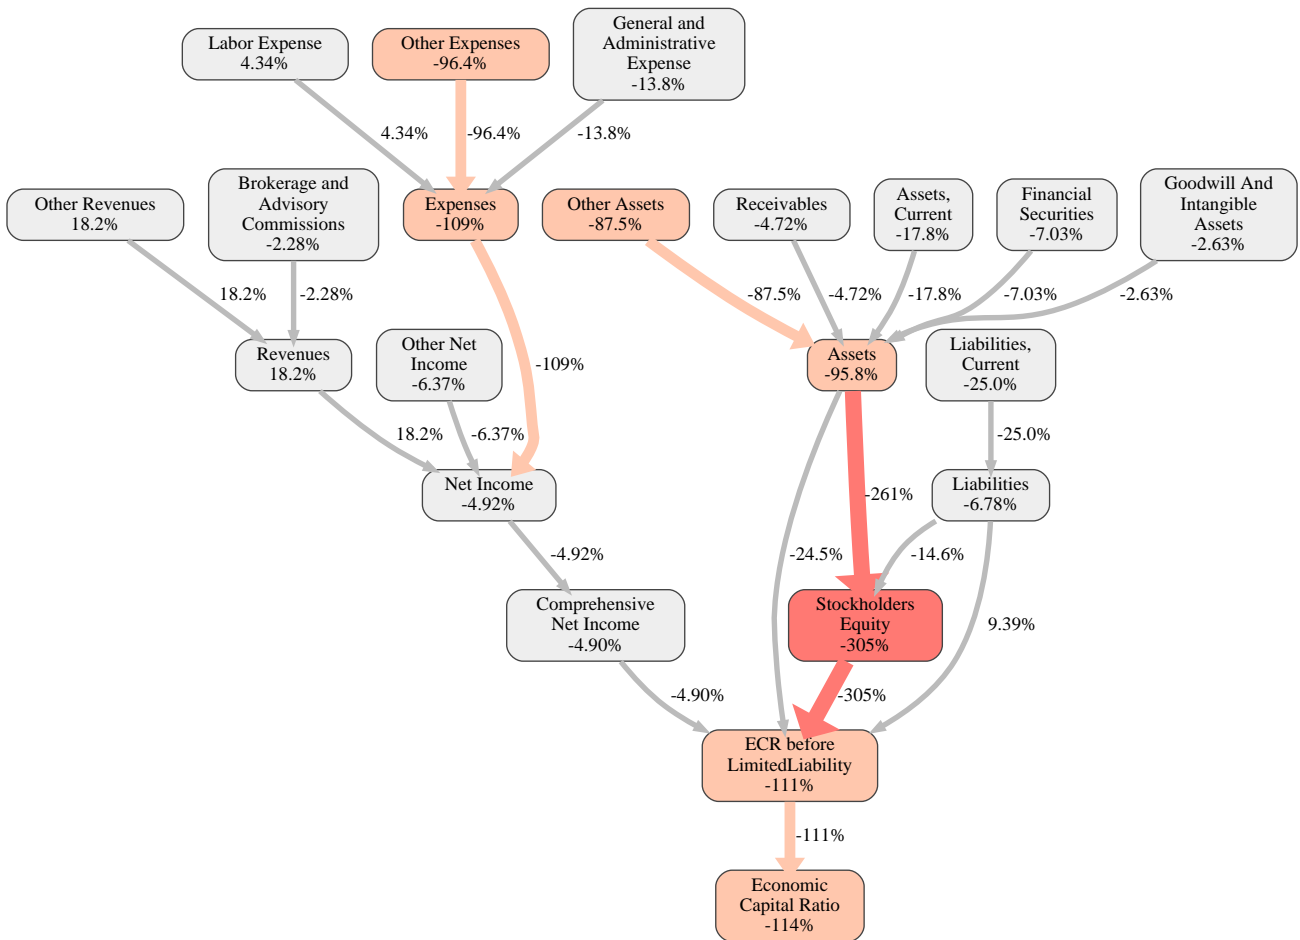 Labor Expense
4.34%
Other Expenses
-96.4%
General and
Administrative
Expense
-13.8%
4.34%
-96.4%
-13.8%
Other Revenues
18.2%
Brokerage and
Advisory
Commissions
-2.28%
Expenses
-109%
Other Assets
-87.5%
Receivables
-4.72%
Assets,
Current
-17.8%
Financial
Securities
-7.03%
Goodwill And
Intangible
Assets
-2.63%
18.2%
-2.28%
-87.5%
-4.72%
-17.8%
-7.03%
-2.63%
Revenues
18.2%
Other Net
Income
-6.37%
-109%
Assets
-95.8%
Liabilities,
Current
-25.0%
18.2%
-6.37%
-25.0%
Net Income
-4.92%
-261%
Liabilities
-6.78%
-4.92%
-24.5%
-14.6%
Comprehensive
Net Income
-4.90%
Stockholders
Equity
-305%
9.39%
-4.90%
-305%
ECR before
LimitedLiability
-111%
-111%
Economic
Capital Ratio
-114%